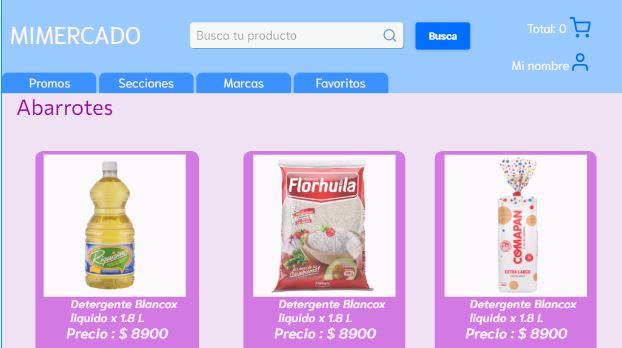 MIMERCADO
Busca tu producto
Busca
Total: 0
Mi nombre
Promos
Secciones
Marcas
Favoritos
Abarrotes
Florhuila
COMAPAN
EXTRA LARGO
Detergente Blancox
liquido x 1.8 L
Precio : $ 8900
Detergente Blancox
liquido x 1.8 L
Precio : $ 8900
Detergente Blancox
liquido x 1.8 L
Precio : $ 8900